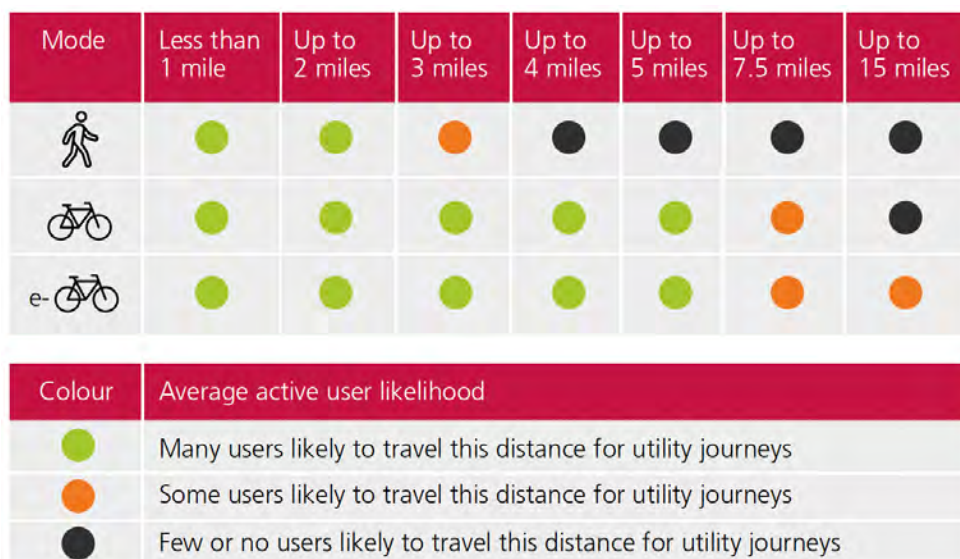 Mode Less than 1 mile Up to 2 miles Up to 3 miles Up to 4 miles Up to 5 miles Up to 7.5 miles Up to 15 miles
e-
Colour Average active user likelihood
Many users likely to travel this distance for utility journeys
Some users likely to travel this distance for utility journeys
Few or no users likely to travel this distance for utility journeys